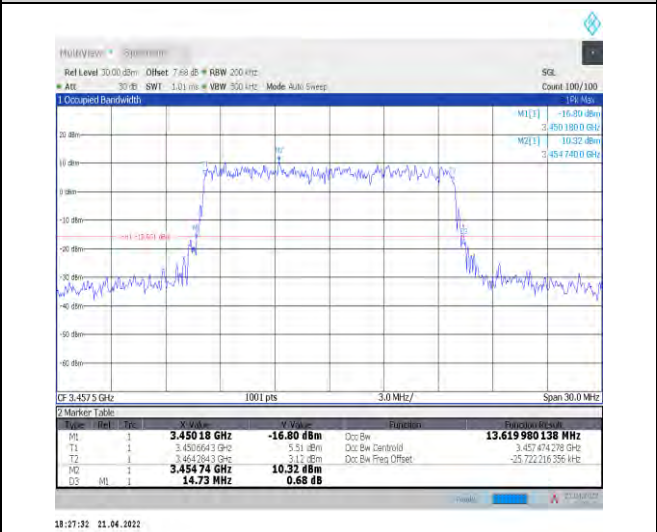 MultiView Spectrum
Ref Level 30.00 dBm Offset 7.68 dB RBW 200 kHz SGL
Att 30 dB SWT 1.01 ms VBW 500 kHz Mode Auto Sweep Count 100/100
1 Occupied Bandwidth 1Pk Max
M1[1] -16.80 dBm
3.450 180 0 GHz
M2[1] 10.32 dBm
3.454 740 0 GHz
20 dBm
10 dBm
0 dBm
-10 dBm
-20 dBm
-30 dBm
-40 dBm
-50 dBm
-60 dBm
CF 3.4575 GHz 1001 pts 3.0 MHz/ Span 30.0 MHz
2 Marker Table
Type Ref Trc X-Value Y-Value Function Function Result
M1 1 3.450 18 GHz -16.80 dBm Occ Bw 13.619 980 138 MHz
T1 1 3.4506643 GHz 5.51 dBm Occ Bw Centroid 3.457 474 278 GHz
T2 1 3.4642843 GHz 3.12 dBm Occ Bw Freq Offset -25.722 216 356 kHz
M2 1 3.454 74 GHz 10.32 dBm
D3 M1 1 14.73 MHz 0.68 dB
18:27:32 21.04.2022